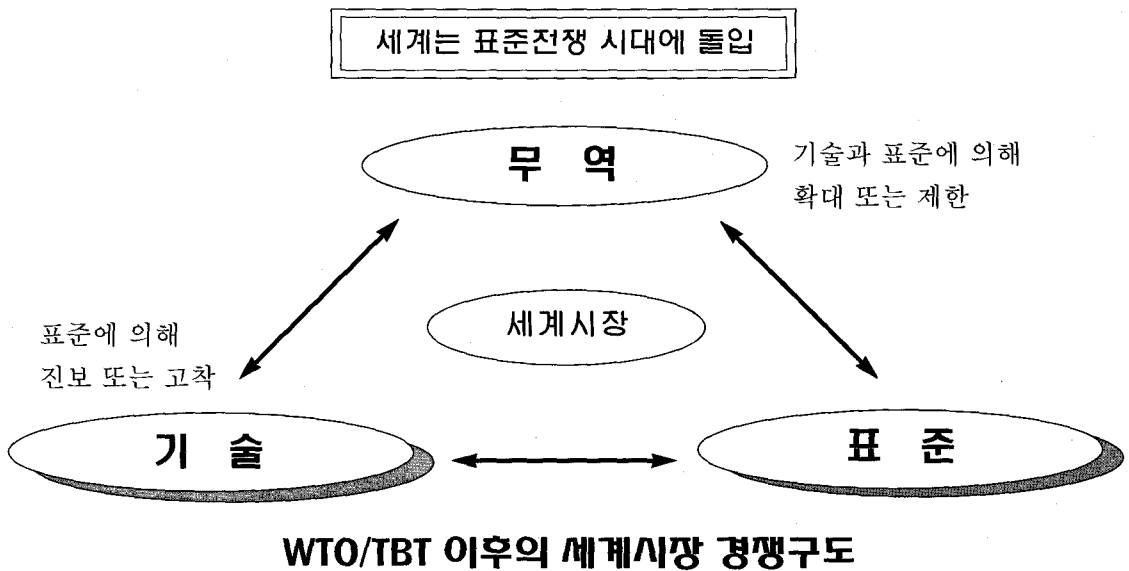 세계는 표준전쟁 시대에 돌입
무 역
기술과 표준에 의해
확대 또는 제한
세계시장
표준에 의해
진보 또는 고착
기 술
표 준
WTO/TBT 이후의 세계시장 경쟁구도